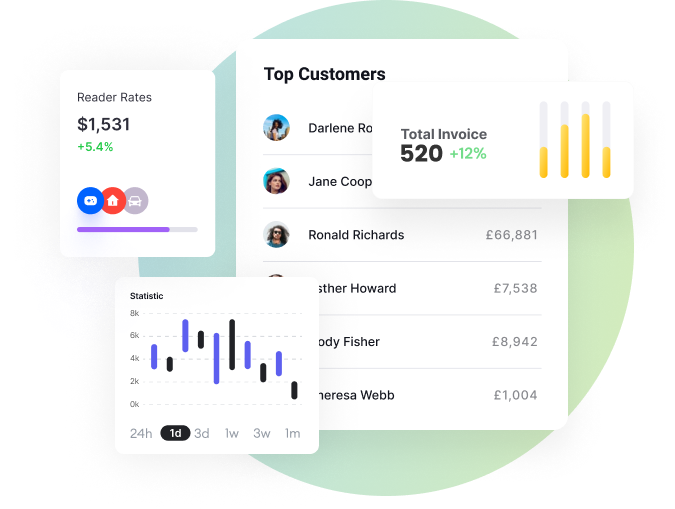 Reader Rates
$1,531
+5.4%
Top Customers
Darlene Ro
Jane Coop
Ronald Richards £66,881
sther Howard £7,538
ody Fisher £8,942
heresa Webb £1,004
Total Invoice
520 +12%
Statistic
8k
6k
4k
2k
0k
24h 1d 3d 1w 3w 1m